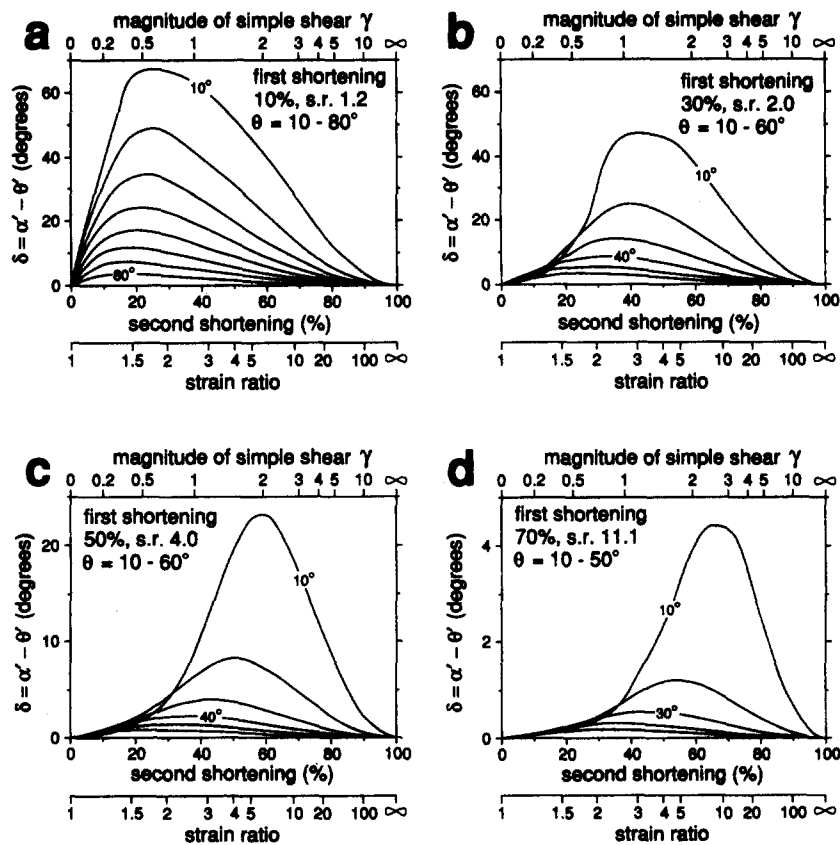 a
magnitude of simple shear γ
0 0.2 0.5 1 2 3 4 5 10 ∞
first shortening
10%, s.r. 1.2
θ = 10 - 80°
10°
80°
δ = α′ − θ′ (degrees)
60
40
20
0
0 20 40 60 80 100
second shortening (%)
1 1.5 2 3 4 5 10 20 100 ∞
strain ratio
b
magnitude of simple shear γ
0 0.2 0.5 1 2 3 4 5 10 ∞
first shortening
30%, s.r. 2.0
θ = 10 - 60°
10°
40°
δ = α′ − θ′ (degrees)
60
40
20
0
0 20 40 60 80 100
second shortening (%)
1 1.5 2 3 4 5 10 20 100 ∞
strain ratio
c
magnitude of simple shear γ
0 0.2 0.5 1 2 3 4 5 10 ∞
first shortening
50%, s.r. 4.0
θ = 10 - 60°
10°
40°
δ = α′ − θ′ (degrees)
20
10
0
0 20 40 60 80 100
second shortening (%)
1 1.5 2 3 4 5 10 20 100 ∞
strain ratio
d
magnitude of simple shear γ
0 0.2 0.5 1 2 3 4 5 10 ∞
first shortening
70%, s.r. 11.1
θ = 10 - 50°
10°
30°
δ = α′ − θ′ (degrees)
4
2
0
0 20 40 60 80 100
second shortening (%)
1 1.5 2 3 4 5 10 20 100 ∞
strain ratio